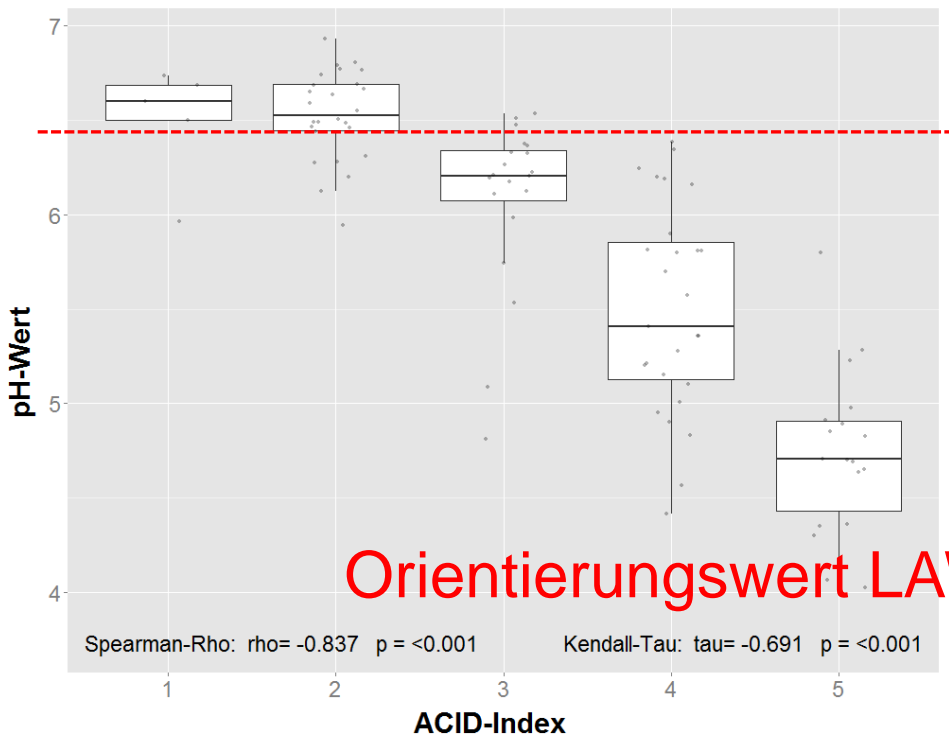 7
6
5
4
pH-Wert
Orientierungswert
Spearman-Rho: rho= -0.837 p = <0.001
Kendall-Tau: tau= -0.691 p = <0.001
1 2 3 4 5
ACID-Index